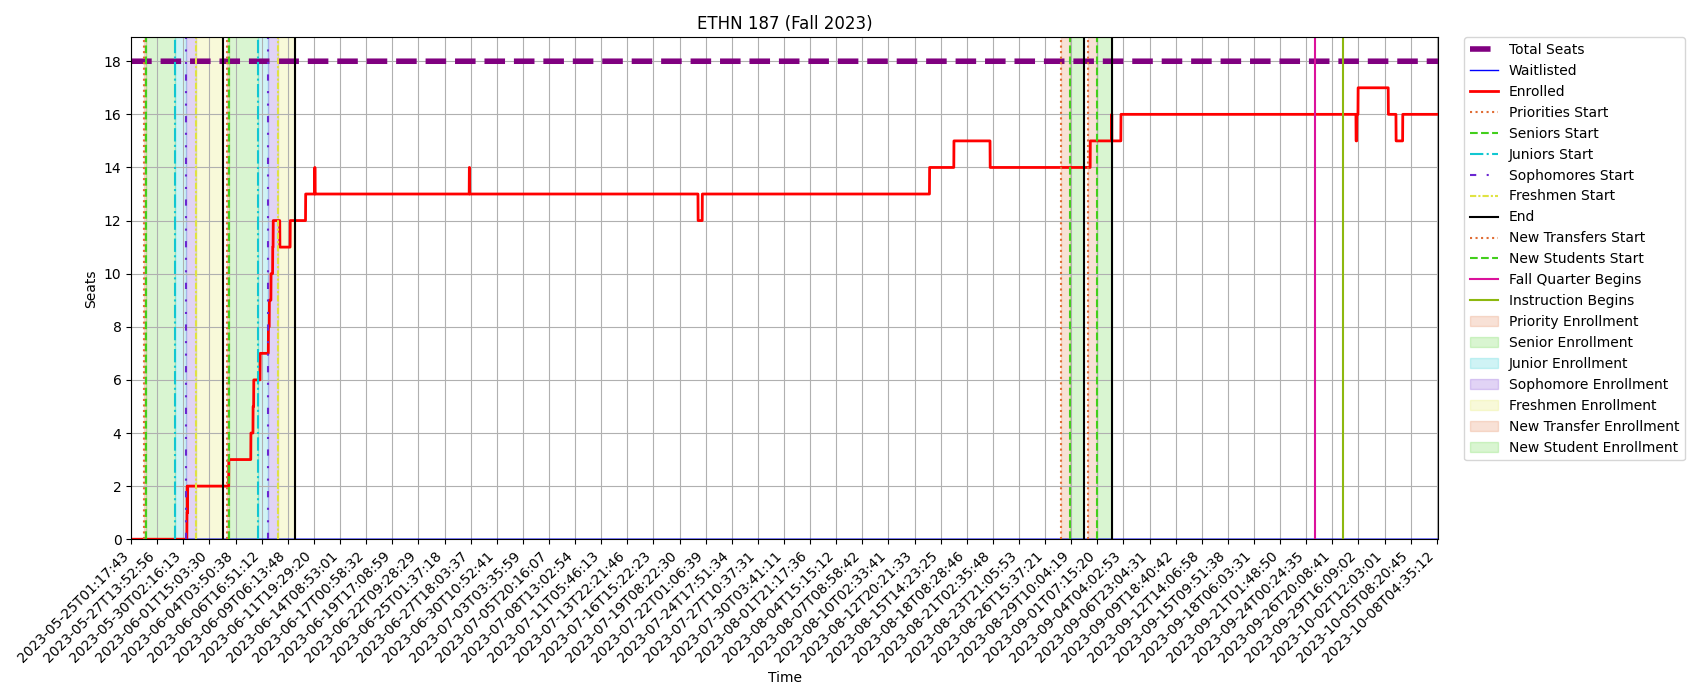 ETHN 187 (Fall 2023)
Seats
18
16
14
12
10
8
6
4
2
0
2023-05-25T01:17:43
2023-05-27T13:52:56
2023-05-30T02:16:13
2023-06-01T15:03:30
2023-06-04T03:50:38
2023-06-06T16:51:12
2023-06-09T06:13:48
2023-06-11T19:29:20
2023-06-14T08:53:01
2023-06-17T00:58:32
2023-06-19T17:08:59
2023-06-22T09:28:29
2023-06-25T01:37:18
2023-06-27T18:03:37
2023-06-30T10:52:41
2023-07-03T03:35:59
2023-07-05T20:16:07
2023-07-08T13:02:54
2023-07-11T05:46:13
2023-07-13T22:21:46
2023-07-16T15:22:23
2023-07-19T08:22:30
2023-07-22T01:06:39
2023-07-24T17:51:34
2023-07-27T10:37:31
2023-07-30T03:41:11
2023-08-01T21:17:36
2023-08-04T15:15:12
2023-08-07T08:58:42
2023-08-10T02:33:41
2023-08-12T20:21:33
2023-08-15T14:23:25
2023-08-18T08:28:46
2023-08-21T02:35:48
2023-08-23T21:05:53
2023-08-26T15:37:21
2023-08-29T10:04:19
2023-09-01T07:15:20
2023-09-04T04:02:53
2023-09-06T23:04:31
2023-09-09T18:40:42
2023-09-12T14:06:58
2023-09-15T09:51:38
2023-09-18T06:03:31
2023-09-21T01:48:50
2023-09-24T00:24:35
2023-09-26T20:08:41
2023-09-29T16:09:02
2023-10-02T12:03:01
2023-10-05T08:20:45
2023-10-08T04:35:12
Time
Total Seats
Waitlisted
Enrolled
Priorities Start
Seniors Start
Juniors Start
Sophomores Start
Freshmen Start
End
New Transfers Start
New Students Start
Fall Quarter Begins
Instruction Begins
Priority Enrollment
Senior Enrollment
Junior Enrollment
Sophomore Enrollment
Freshmen Enrollment
New Transfer Enrollment
New Student Enrollment